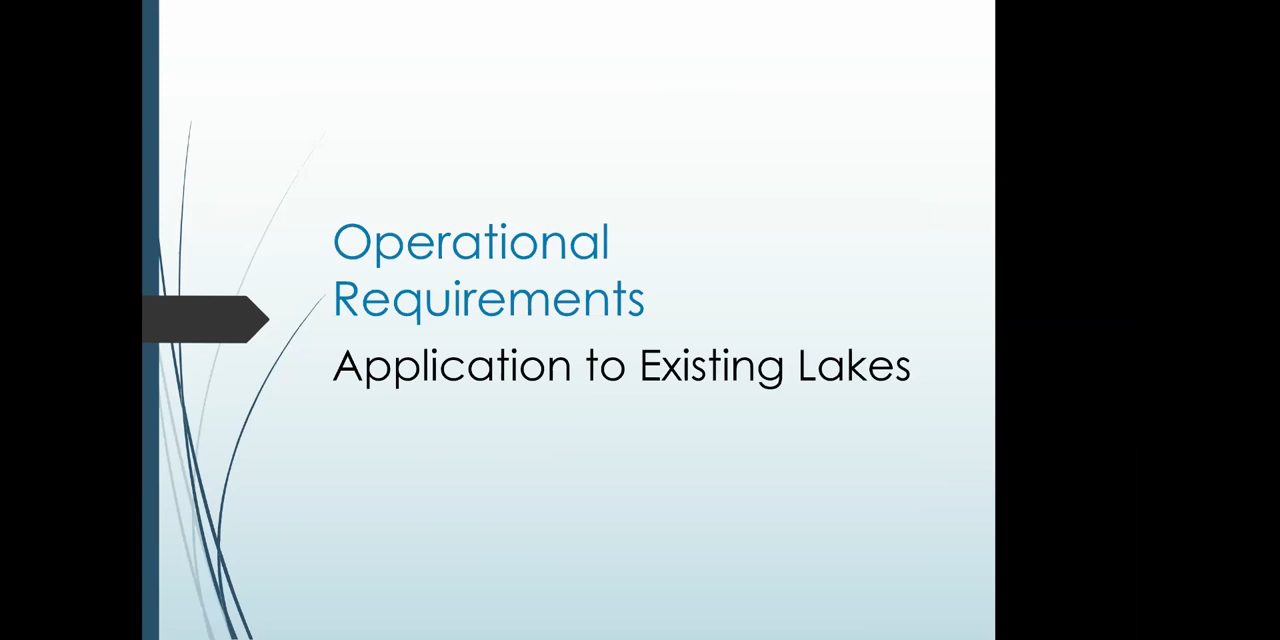 Operational
Requirements
Application to Existing Lakes